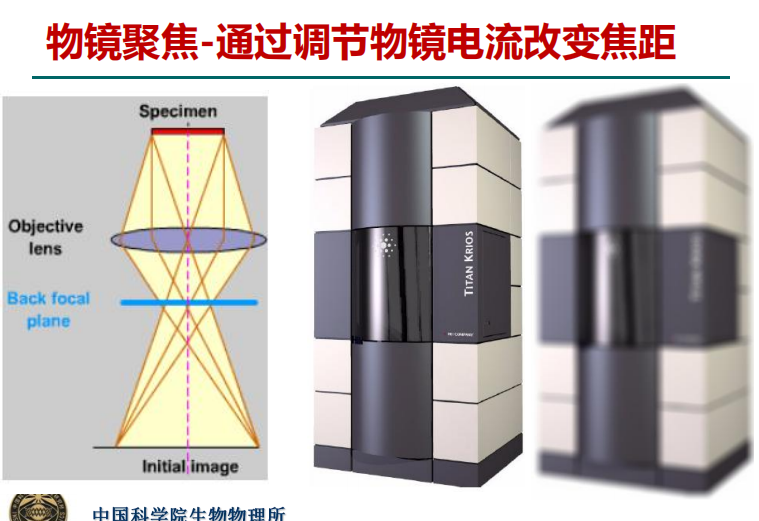 物镜聚焦-通过调节物镜电流改变焦距
Specimen
Objective
lens
Back focal
plane
Initial image
TITAN KRIOS
中国科学院生物物理所